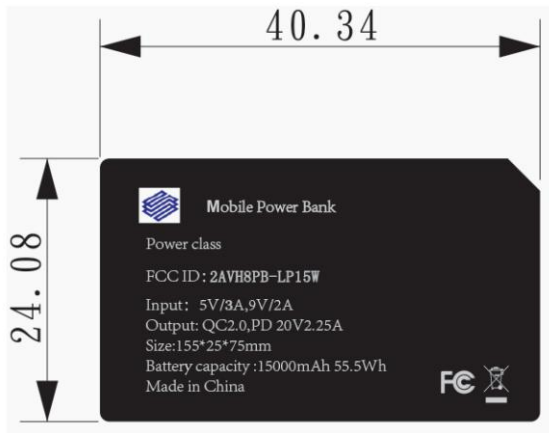 40.34
24.08
Mobile Power Bank
Power class
FCC ID: 2AVH8PB-LP15W
Input: 5V/3A,9V/2A
Output: QC2.0,PD 20V2.25A
Size:155*25*75mm
Battery capacity :15000mAh 55.5Wh
Made in China
FC